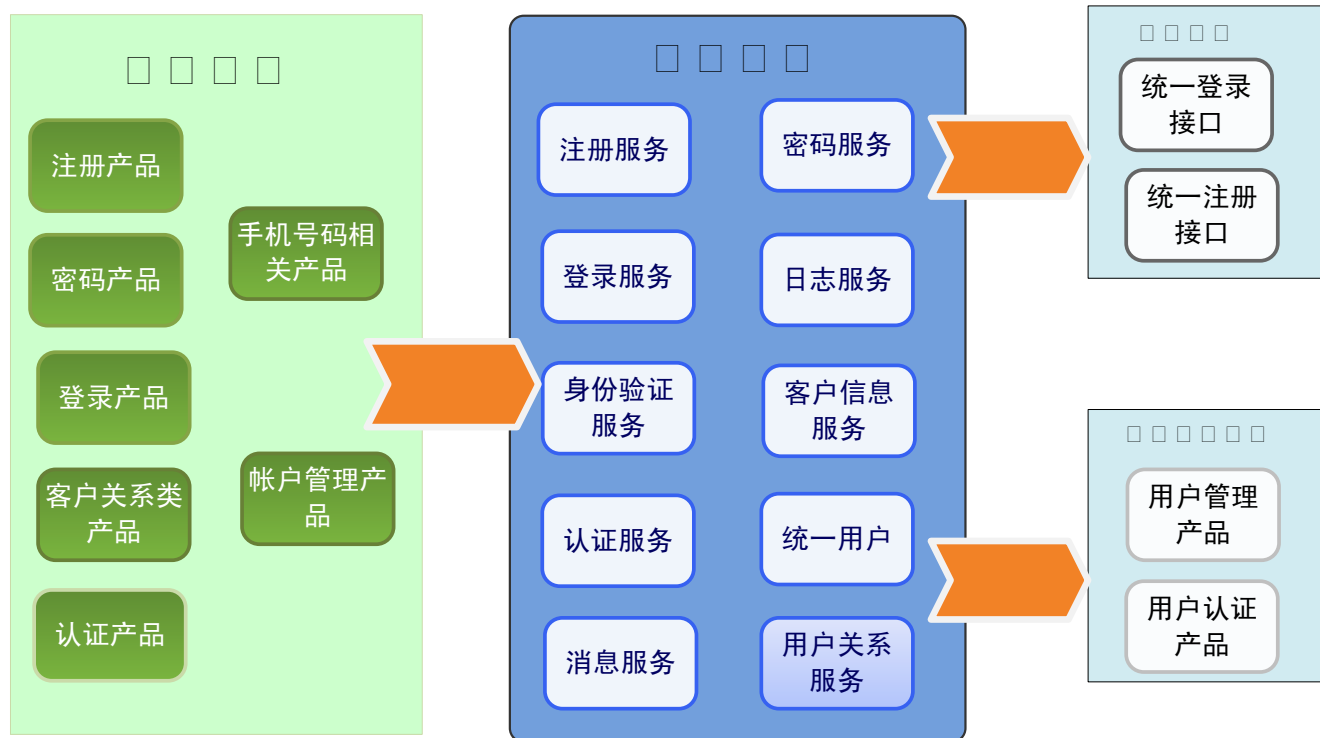 注册产品
密码产品
登录产品
客户关系类
产品
认证产品
手机号码相
关产品
帐户管理产
品
注册服务
登录服务
身份验证
服务
认证服务
消息服务
密码服务
日志服务
客户信息
服务
统一用户
用户关系
服务
统一登录
接口
统一注册
接口
用户管理
产品
用户认证
产品